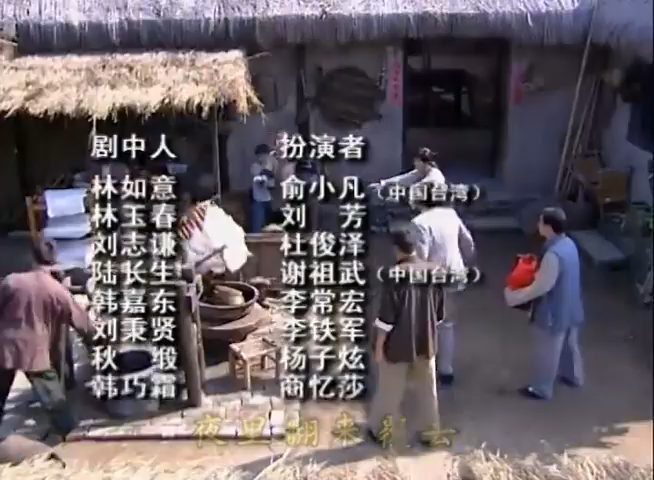 剧中人 扮演者
林如意 俞小凡(中国台湾)
林玉春 刘 芳
刘志谦 杜俊泽
陆长生 谢祖武(中国台湾)
韩嘉东 李常宏
刘秉贤 李铁军
秋 缎 杨子炫
韩巧霜 商忆莎